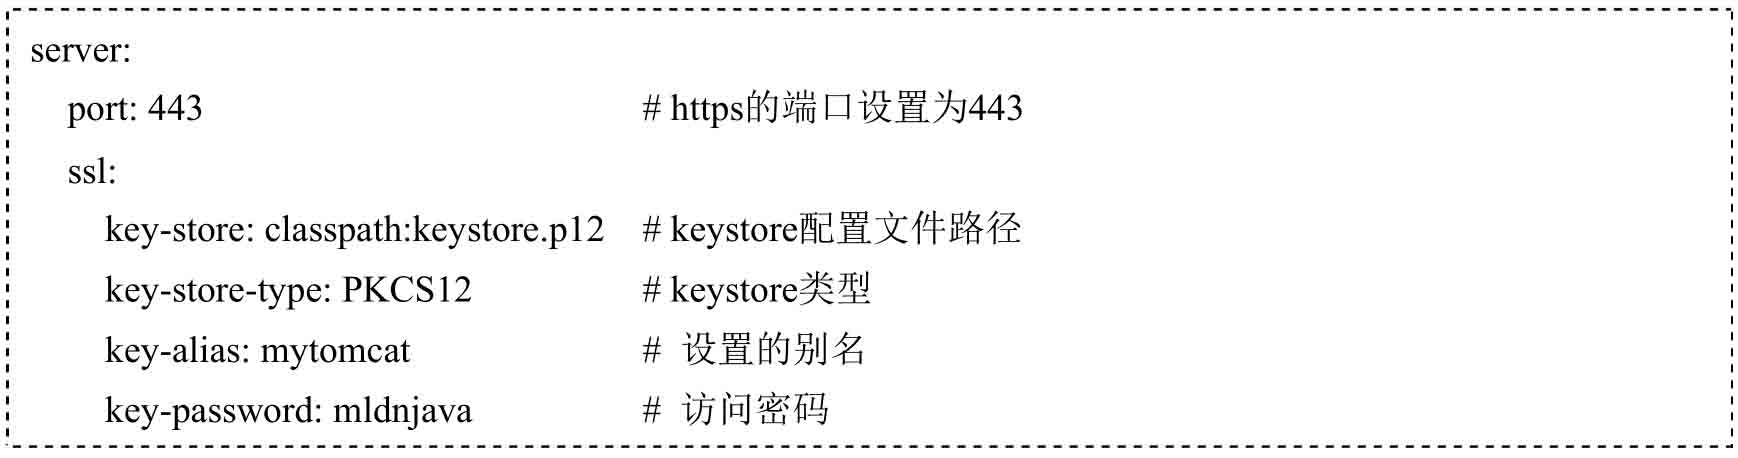 server:
port: 443 # https的端口设置为443
ssl:
key-store: classpath:keystore.p12 # keystore配置文件路径
key-store-type: PKCS12 # keystore类型
key-alias: mytomcat # 设置的别名
key-password: mldnjava # 访问密码